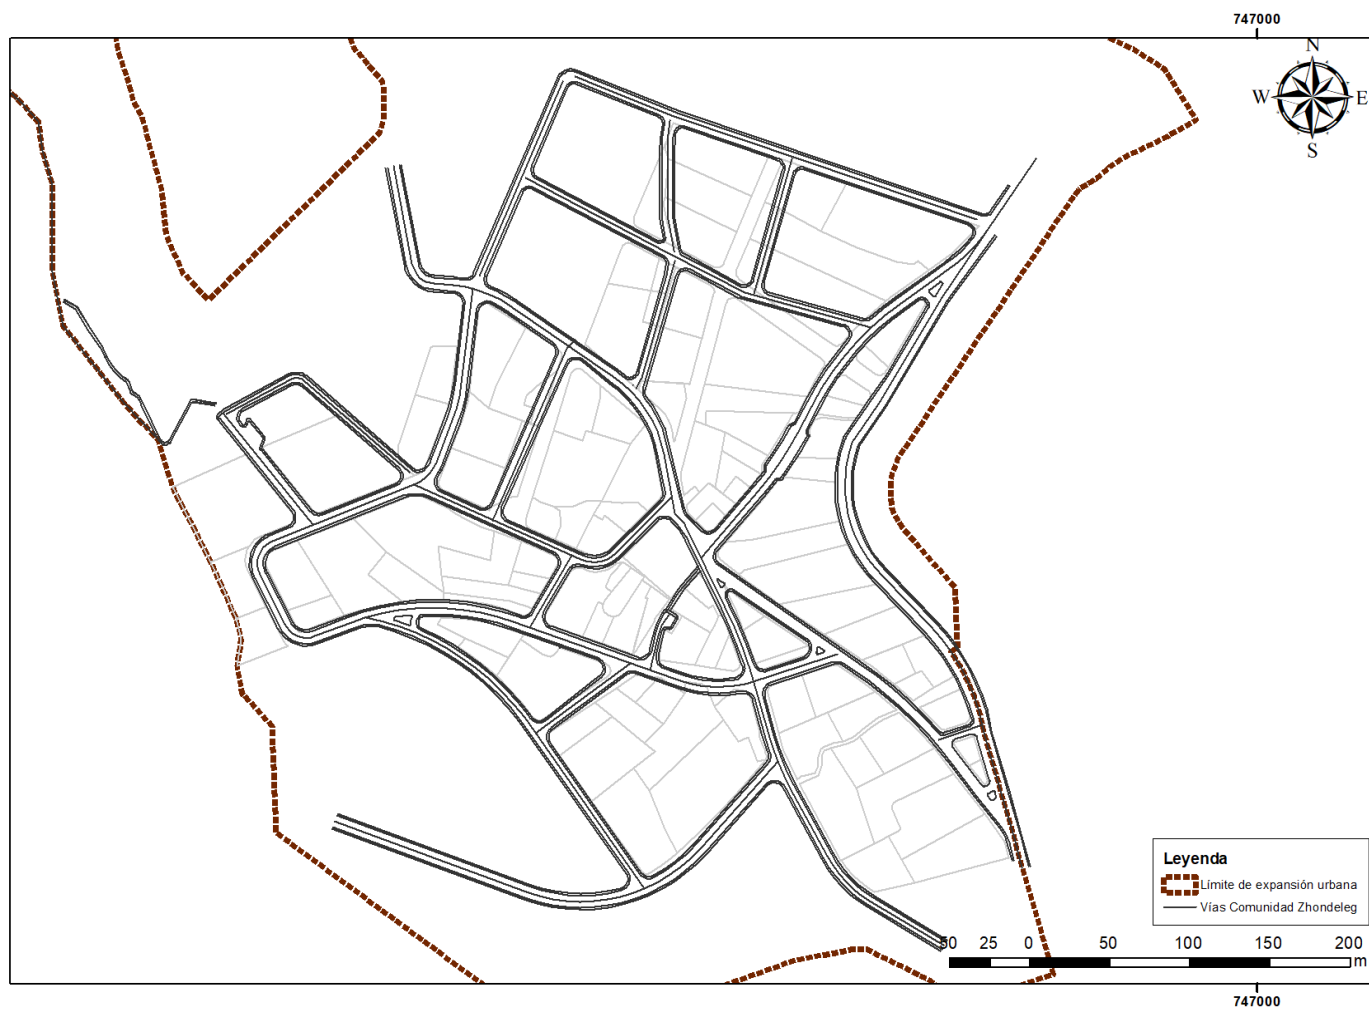 747000
N
W E
S
Leyenda
Límite de expansión urbana
Vías Comunidad Zhondeleg
50 25 0 50 100 150 200
m
747000